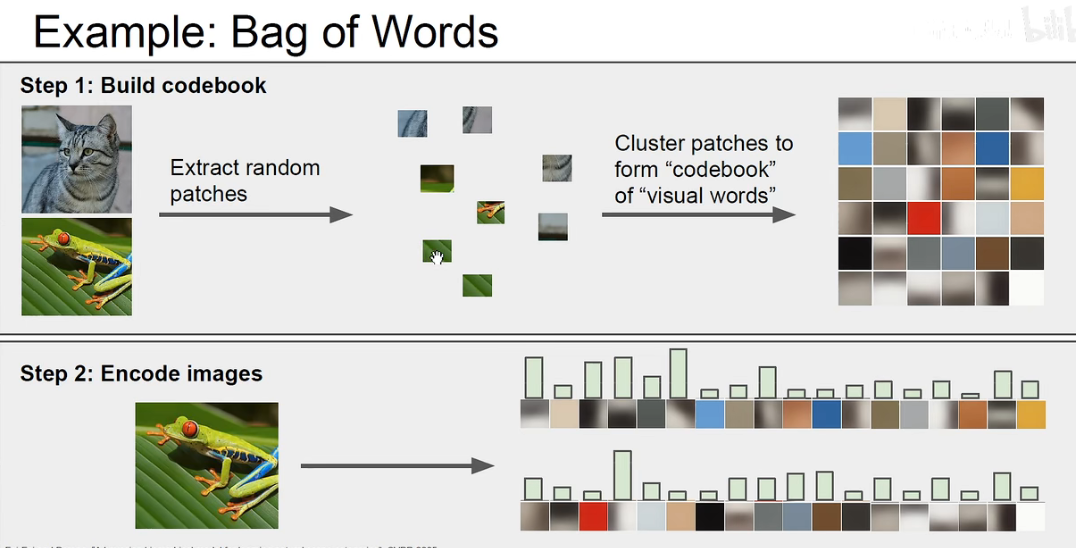 Example: Bag of Words
Step 1: Build codebook
Extract random
patches
Cluster patches to
form “codebook”
of “visual words”
Step 2: Encode images